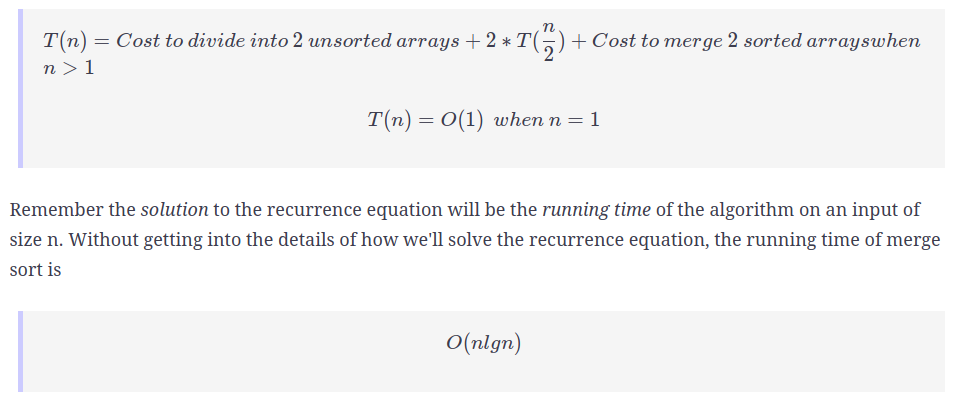 T(n) = Cost to divide into 2 unsorted arrays + 2 * T(n/2) + Cost to merge 2 sorted arrayswhen
n > 1
T(n) = O(1) when n = 1
Remember the solution to the recurrence equation will be the running time of the algorithm on an input of
size n. Without getting into the details of how we'll solve the recurrence equation, the running time of merge
sort is
O(nlgn)